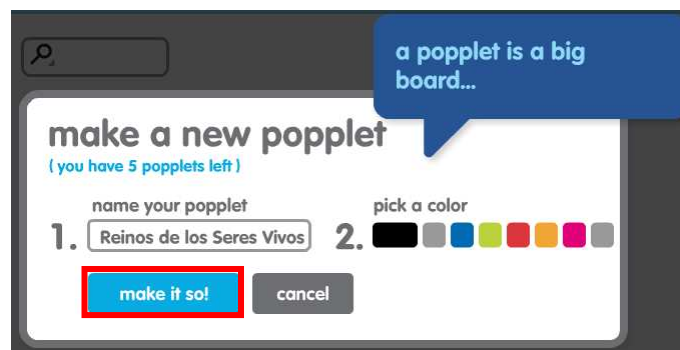 a popplet is a big
board...
make a new popplet
( you have 5 popplets left )
name your popplet
pick a color
1. Reinos de los Seres Vivos
2.
make it so!
cancel